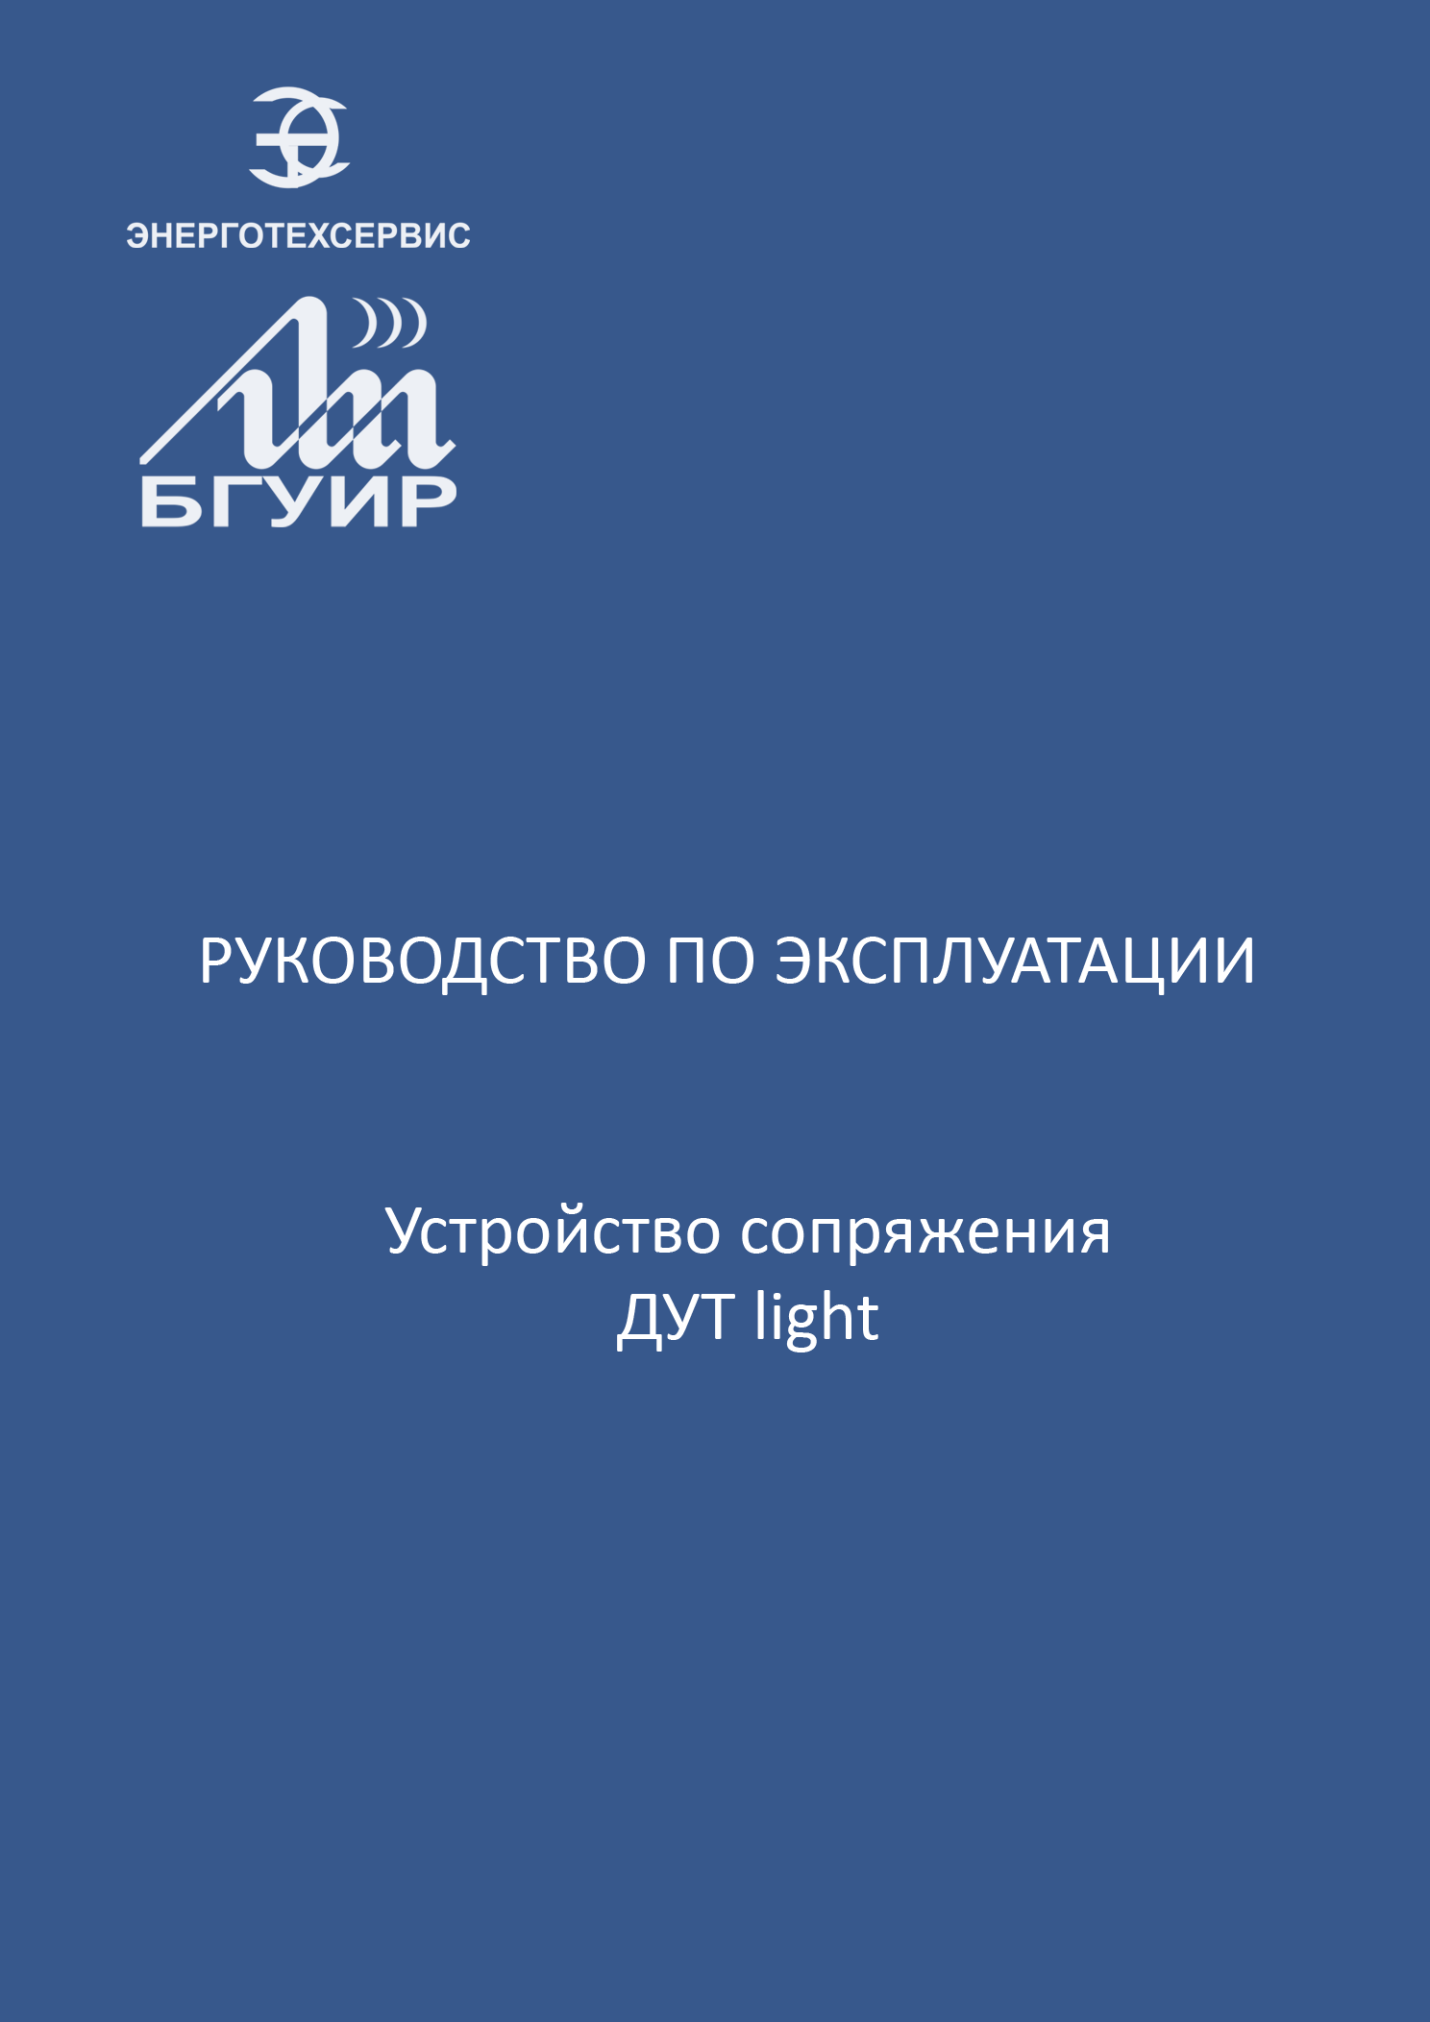 ЭНЕРГОТЕХСЕРВИС
БГУИР
РУКОВОДСТВО ПО ЭКСПЛУАТАЦИИ
Устройство сопряжения
ДУТ light